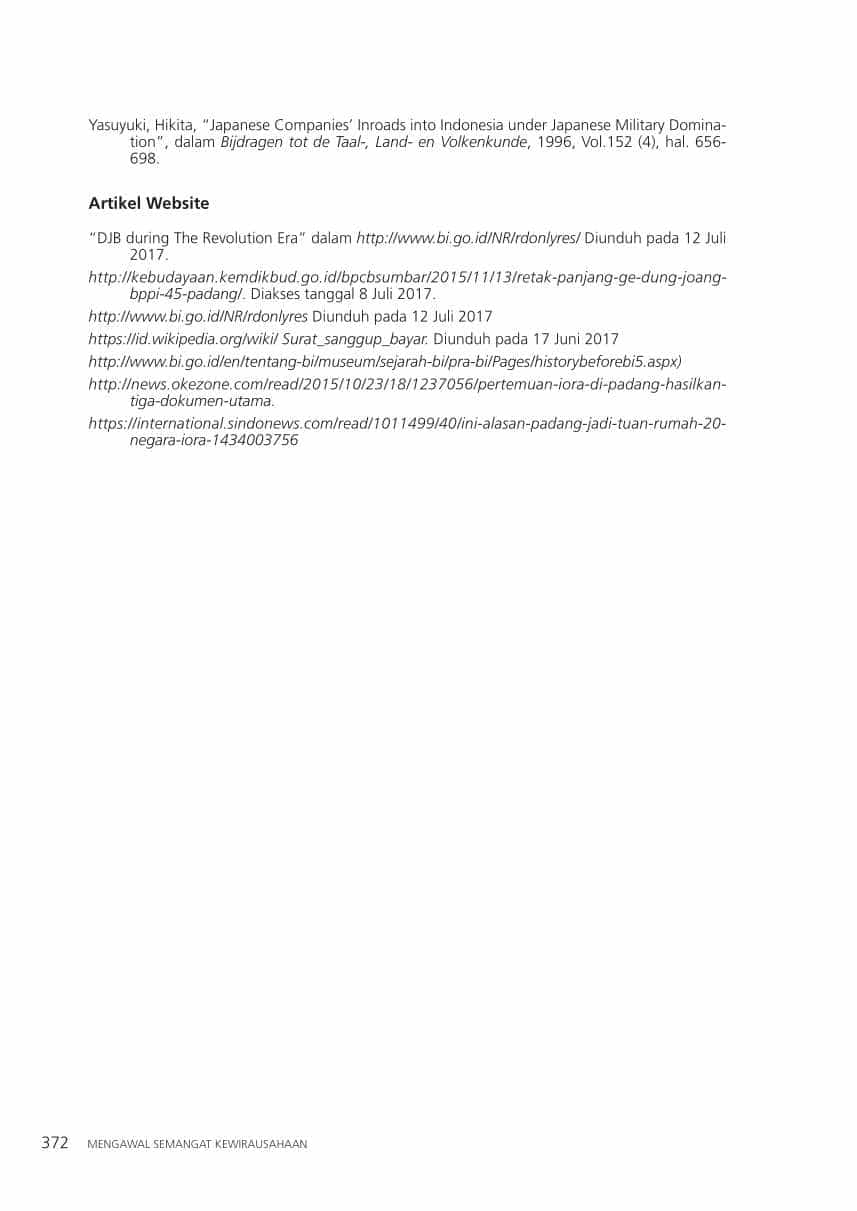 Yasuyuki, Hikita, “Japanese Companies’ Inroads into Indonesia under Japanese Military Domina-
tion”, dalam Bijdragen tot de Taal-, Land- en Volkenkunde, 1996, Vol.152 (4), hal. 656-
698.
Artikel Website
“DJB during The Revolution Era” dalam http://www.bi.go.id/NR/rdonlyres/ Diunduh pada 12 Juli
2017.
http://kebudayaan.kemdikbud.go.id/bpcbsumbar/2015/11/13/retak-panjang-ge-dung-joang-
bppi-45-padang/. Diakses tanggal 8 Juli 2017.
http://www.bi.go.id/NR/rdonlyres Diunduh pada 12 Juli 2017
https://id.wikipedia.org/wiki/ Surat_sanggup_bayar. Diunduh pada 17 Juni 2017
http://www.bi.go.id/en/tentang-bi/museum/sejarah-bi/pra-bi/Pages/historybeforebi5.aspx)
http://news.okezone.com/read/2015/10/23/18/1237056/pertemuan-iora-di-padang-hasilkan-
tiga-dokumen-utama.
https://international.sindonews.com/read/1011499/40/ini-alasan-padang-jadi-tuan-rumah-20-
negara-iora-1434003756
372 MENGAWAL SEMANGAT KEWIRAUSAHAAN